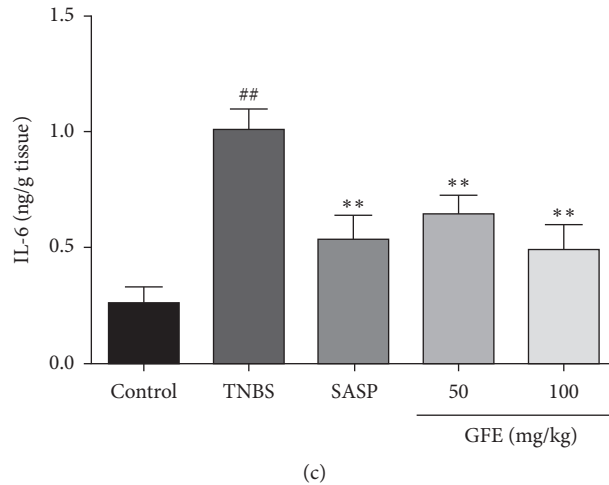 1.5
##
1.0
IL-6 (ng/g tissue)
**
**
**
0.5
0.0
Control TNBS SASP 50 100
GFE (mg/kg)
(c)